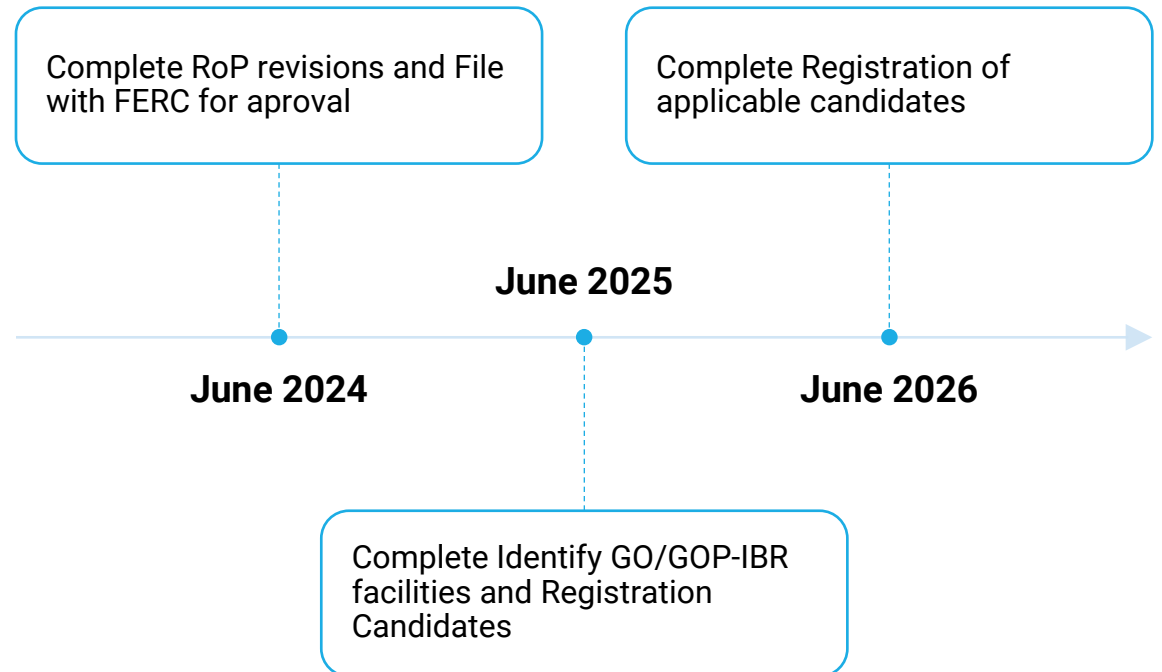 Complete RoP revisions and File
with FERC for aproval
Complete Registration of
applicable candidates
June 2025
June 2024
June 2026
Complete Identify GO/GOP-IBR
facilities and Registration
Candidates